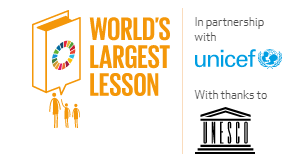 WORLD'S
LARGEST
LESSON
In partnership
with
unicef
With thanks to
UNESCO